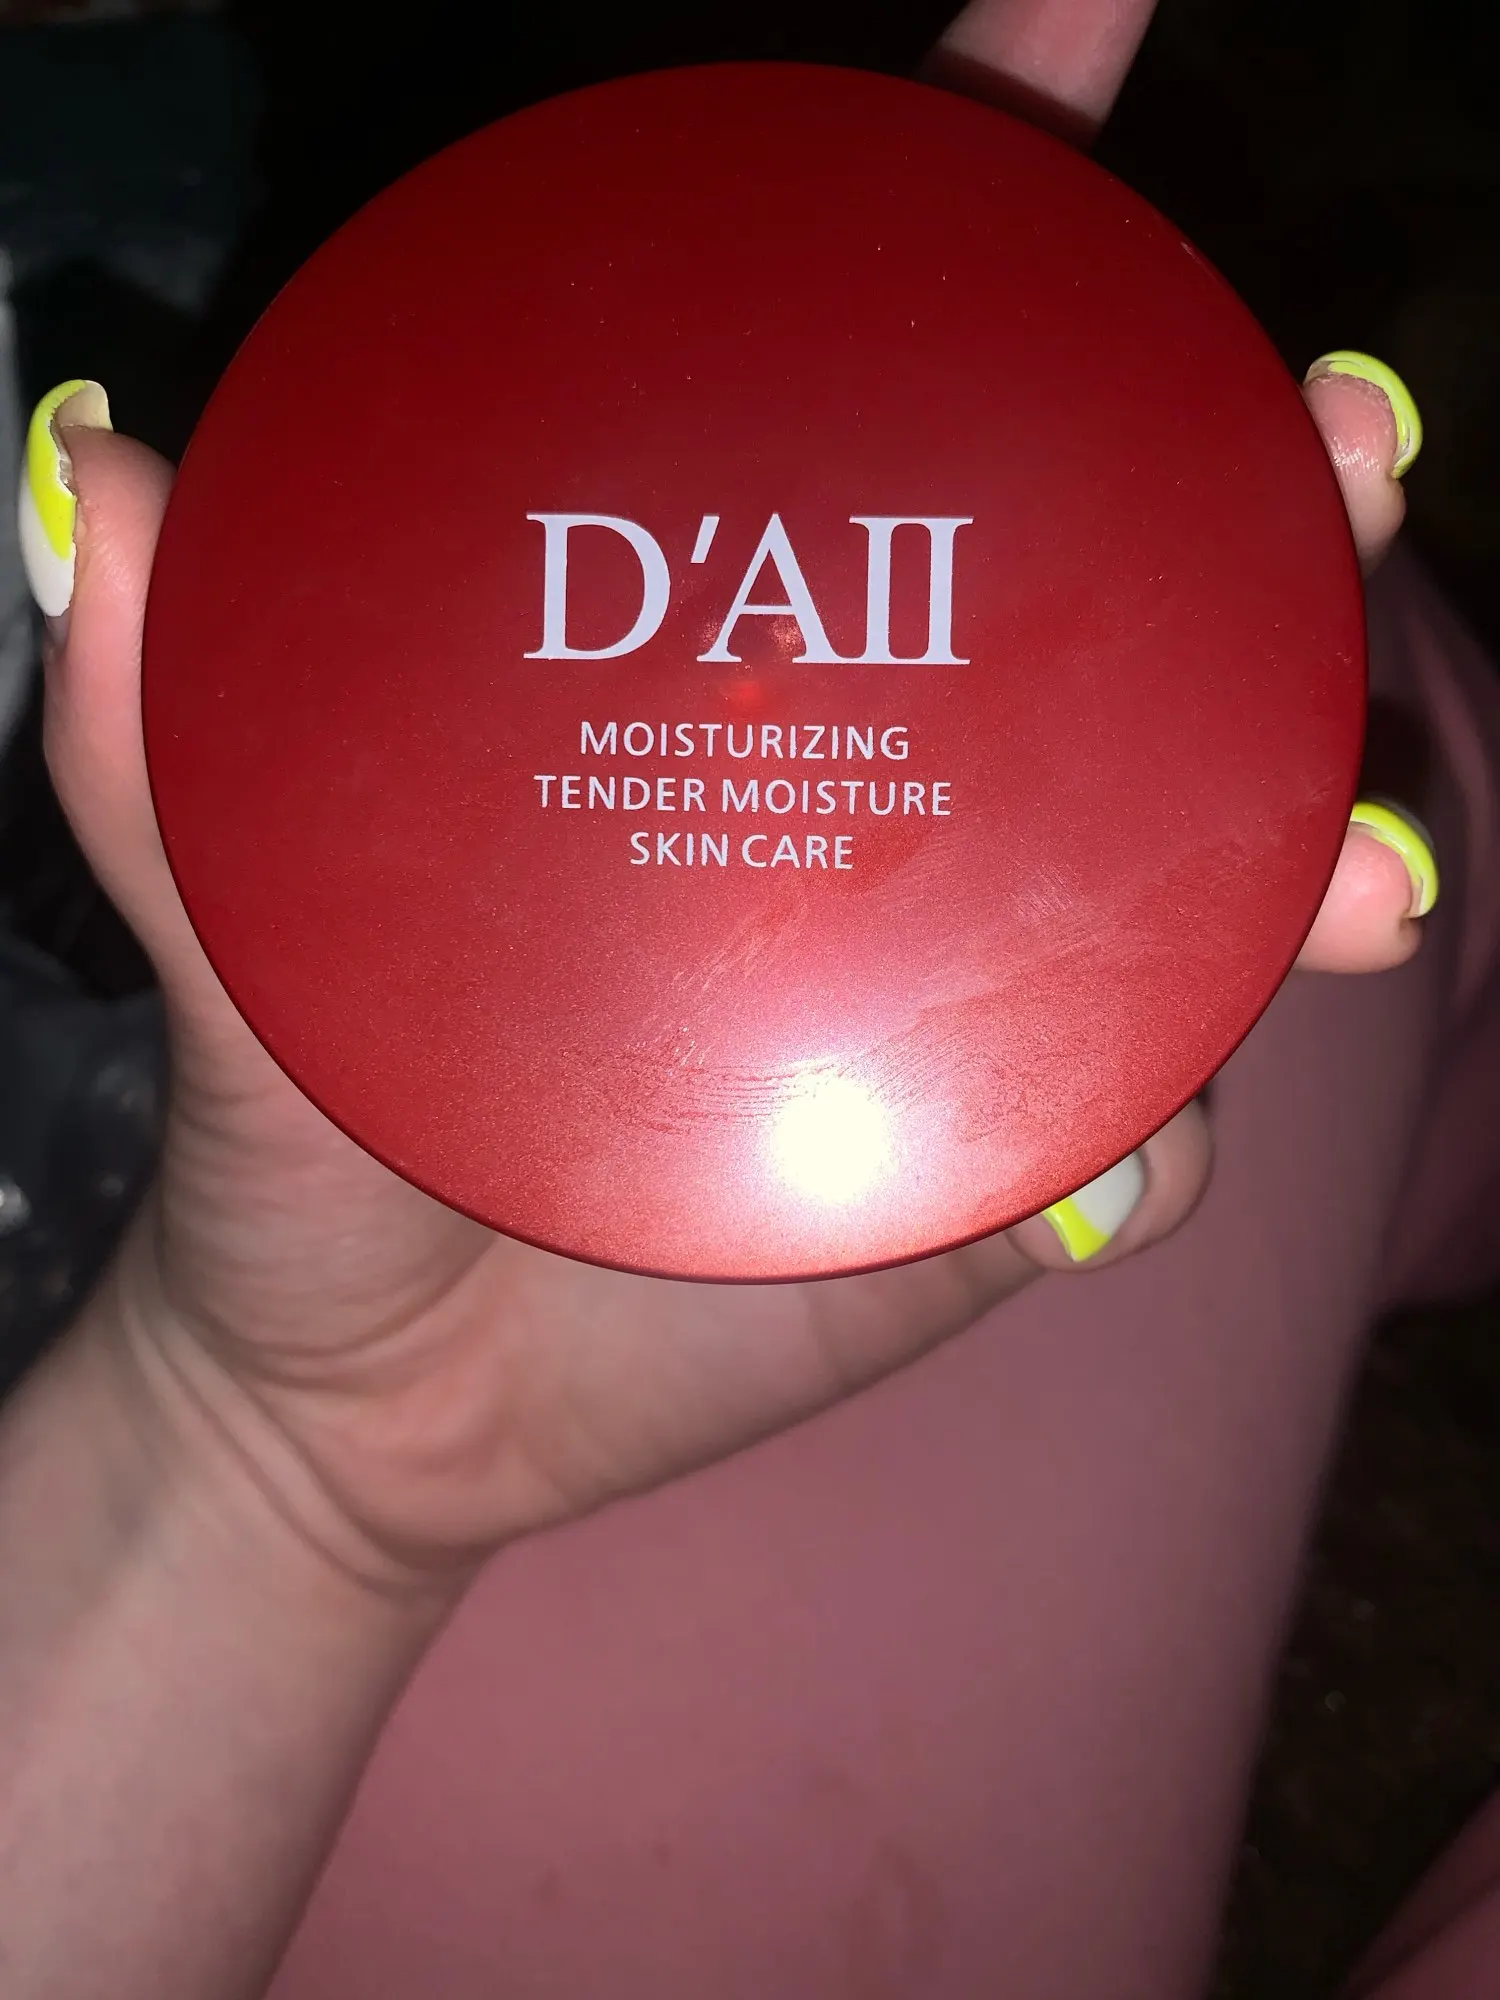 D'AII
MOISTURIZING
TENDER MOISTURE
SKIN CARE